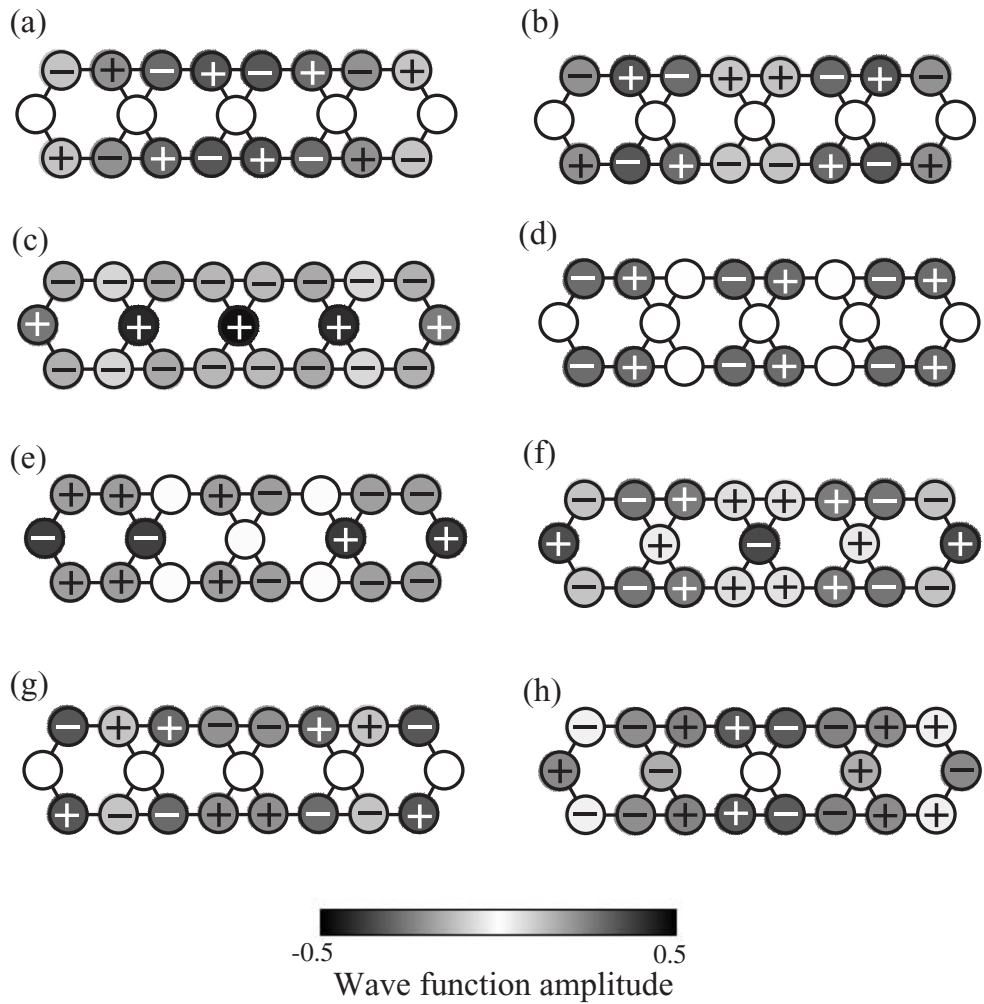 (a)
− + − + − + − +
+ − + − + − + −
(b)
− + − + + − + −
+ − + − − + − +
(c)
− − − − − − − −
+ + + + +
− − − − − − − −
(d)
− + − + − +
− + − + − +
(e)
+ + + − − −
− − + +
+ + + − − −
(f)
− − + + + + − −
+ + − + +
− − + + + + − −
(g)
− + + − − + + −
+ − − + + − − +
(h)
− − + + − − + +
+ − + −
− − + + − − + +
-0.5 0.5
Wave function amplitude